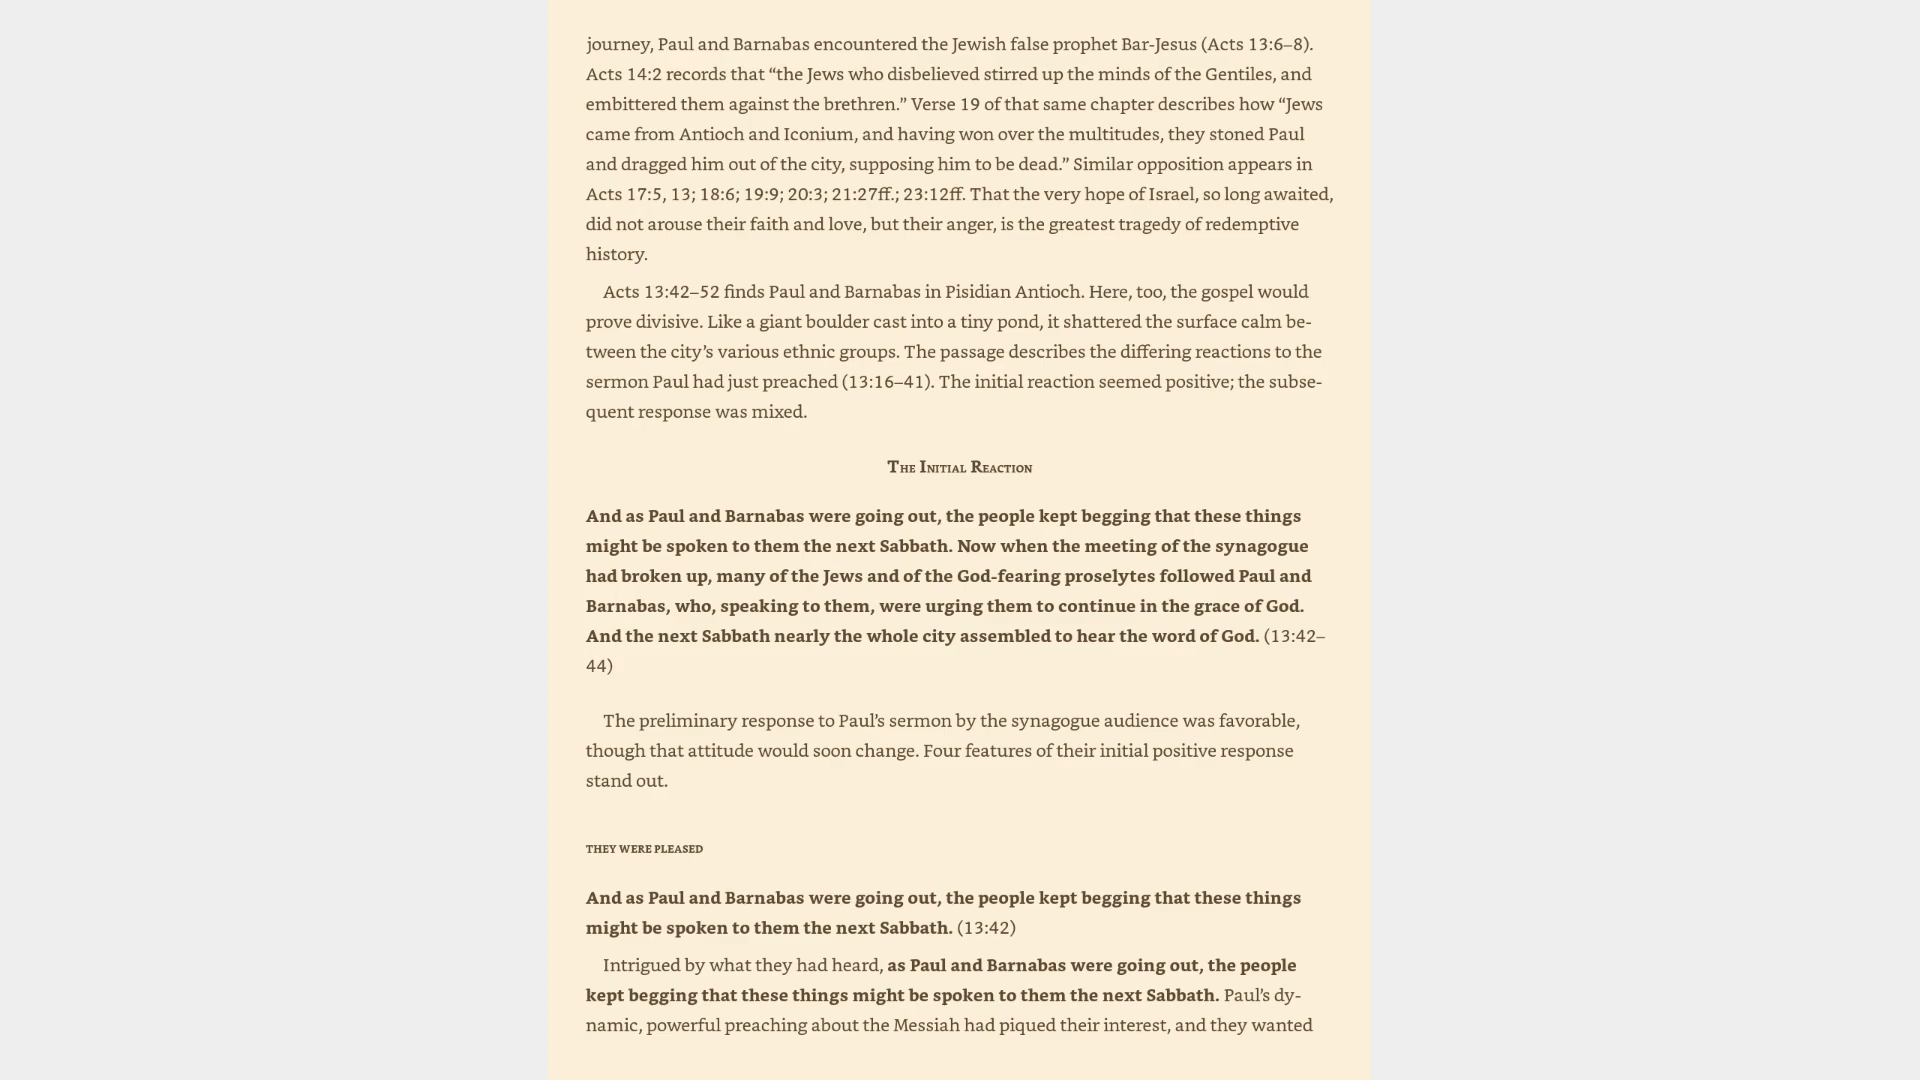 journey, Paul and Barnabas encountered the Jewish false prophet Bar-Jesus (Acts 13:6–8).
Acts 14:2 records that “the Jews who disbelieved stirred up the minds of the Gentiles, and
embittered them against the brethren.” Verse 19 of that same chapter describes how “Jews
came from Antioch and Iconium, and having won over the multitudes, they stoned Paul
and dragged him out of the city, supposing him to be dead.” Similar opposition appears in
Acts 17:5, 13; 18:6; 19:9; 20:3; 21:27ff.; 23:12ff. That the very hope of Israel, so long awaited,
did not arouse their faith and love, but their anger, is the greatest tragedy of redemptive
history.
Acts 13:42–52 finds Paul and Barnabas in Pisidian Antioch. Here, too, the gospel would
prove divisive. Like a giant boulder cast into a tiny pond, it shattered the surface calm be-
tween the city’s various ethnic groups. The passage describes the differing reactions to the
sermon Paul had just preached (13:16–41). The initial reaction seemed positive; the subse-
quent response was mixed.
The Initial Reaction
And as Paul and Barnabas were going out, the people kept begging that these things
might be spoken to them the next Sabbath. Now when the meeting of the synagogue
had broken up, many of the Jews and of the God-fearing proselytes followed Paul and
Barnabas, who, speaking to them, were urging them to continue in the grace of God.
And the next Sabbath nearly the whole city assembled to hear the word of God. (13:42–
44)
The preliminary response to Paul’s sermon by the synagogue audience was favorable,
though that attitude would soon change. Four features of their initial positive response
stand out.
THEY WERE PLEASED
And as Paul and Barnabas were going out, the people kept begging that these things
might be spoken to them the next Sabbath. (13:42)
Intrigued by what they had heard, as Paul and Barnabas were going out, the people
kept begging that these things might be spoken to them the next Sabbath. Paul’s dy-
namic, powerful preaching about the Messiah had piqued their interest, and they wanted